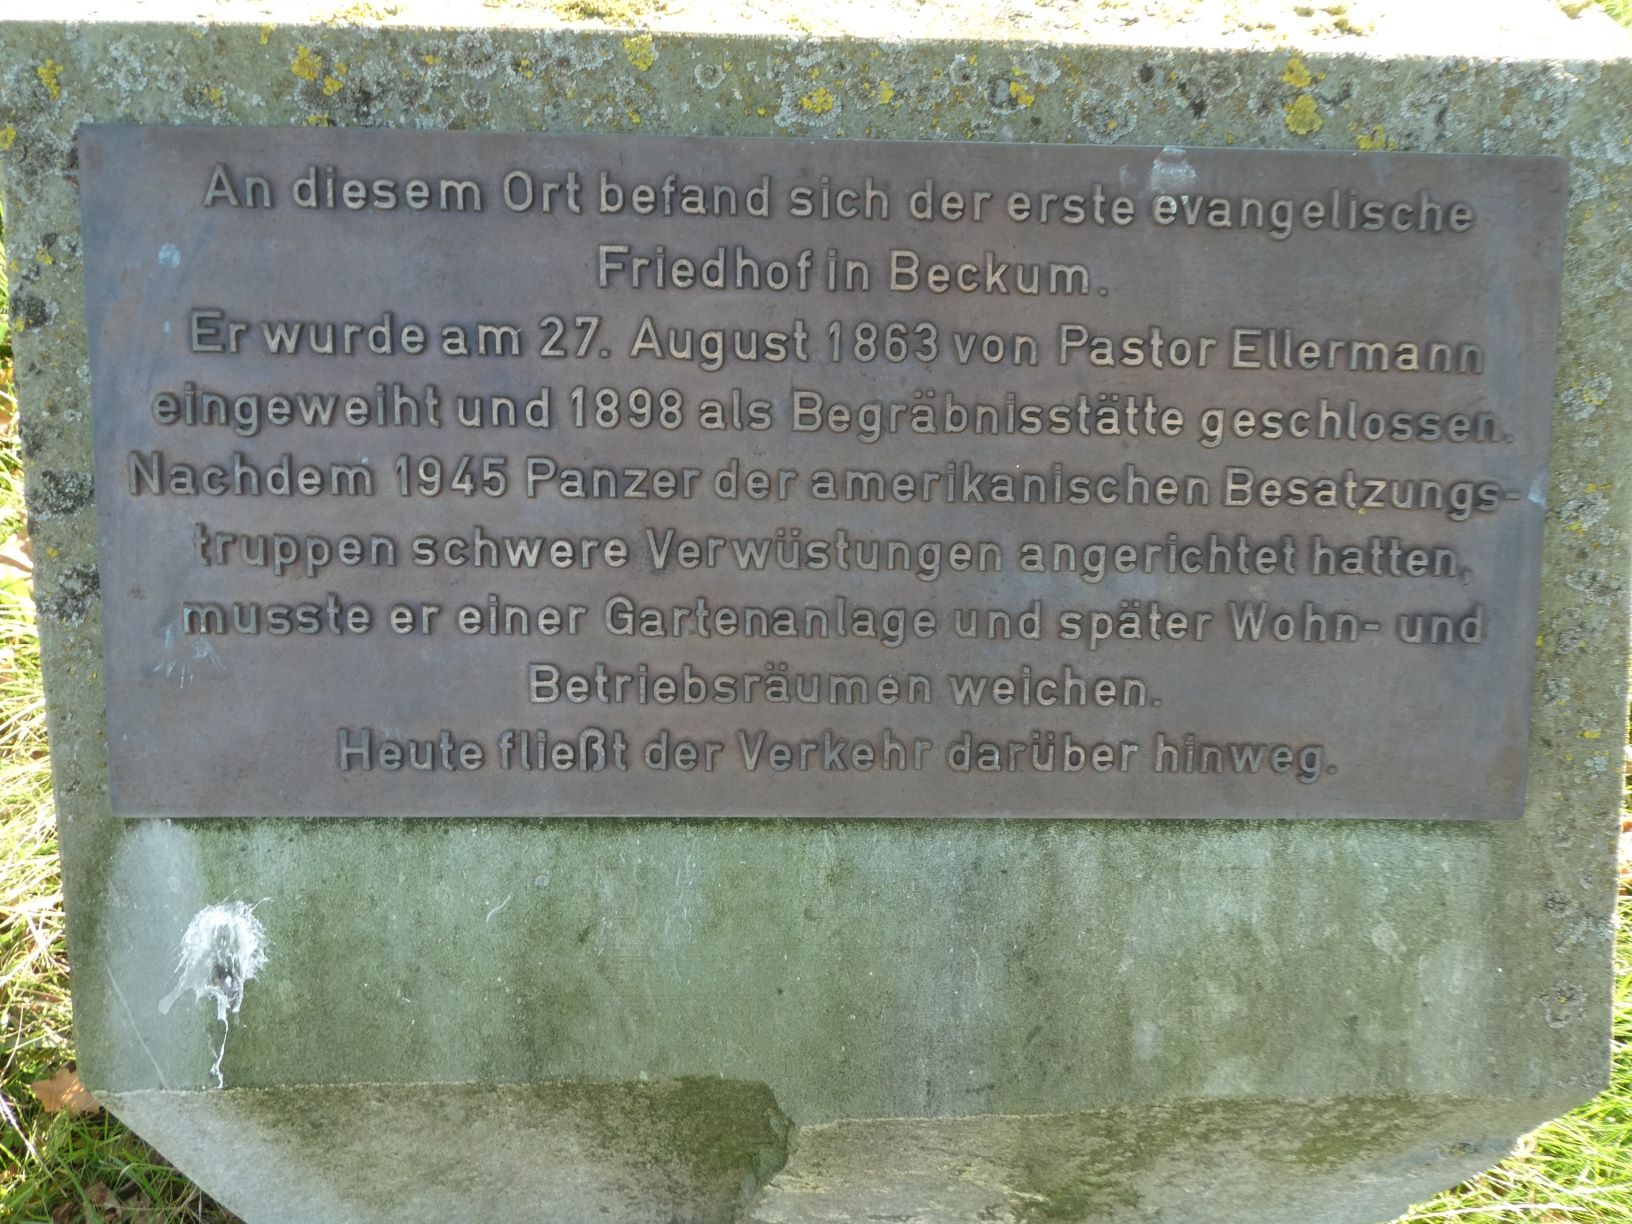 An diesem Ort befand sich der erste evangelische
Friedhof in Beckum.
Er wurde am 27. August 1863 von Pastor Ellermann
eingeweiht und 1898 als Begräbnisstätte geschlossen.
Nachdem 1945 Panzer der amerikanischen Besatzungs-
truppen schwere Verwüstungen angerichtet hatten,
musste er einer Gartenanlage und später Wohn- und
Betriebsräumen weichen.
Heute fließt der Verkehr darüber hinweg.